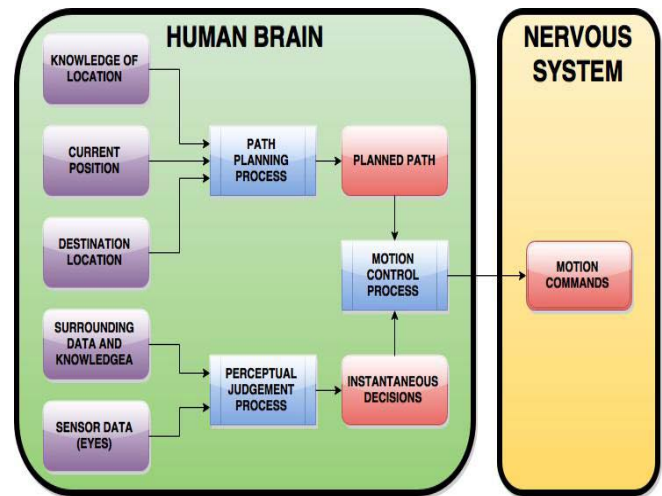 HUMAN BRAIN
NERVOUS
SYSTEM
KNOWLEDGE OF
LOCATION
CURRENT
POSITION
DESTINATION
LOCATION
SURROUNDING
DATA AND
KNOWLEDGEA
SENSOR DATA
(EYES)
PATH
PLANNING
PROCESS
PLANNED PATH
MOTION
CONTROL
PROCESS
PERCEPTUAL
JUDGEMENT
PROCESS
INSTANTANEOUS
DECISIONS
MOTION
COMMANDS